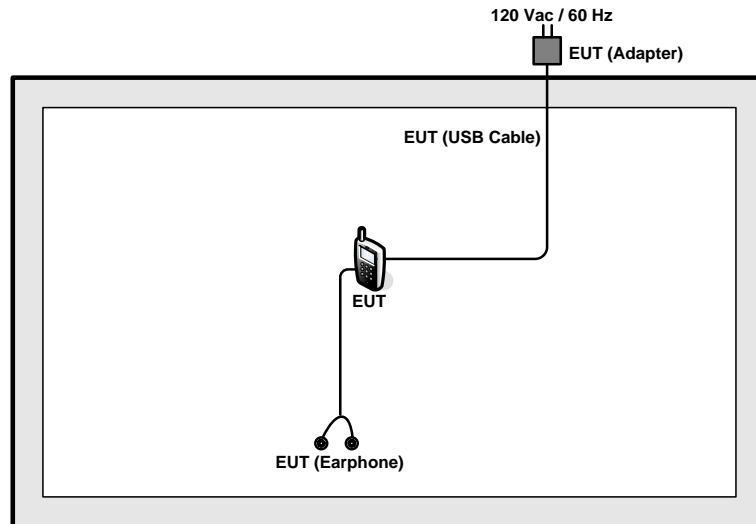 120 Vac / 60 Hz
EUT (Adapter)
EUT (USB Cable)
EUT
EUT (Earphone)